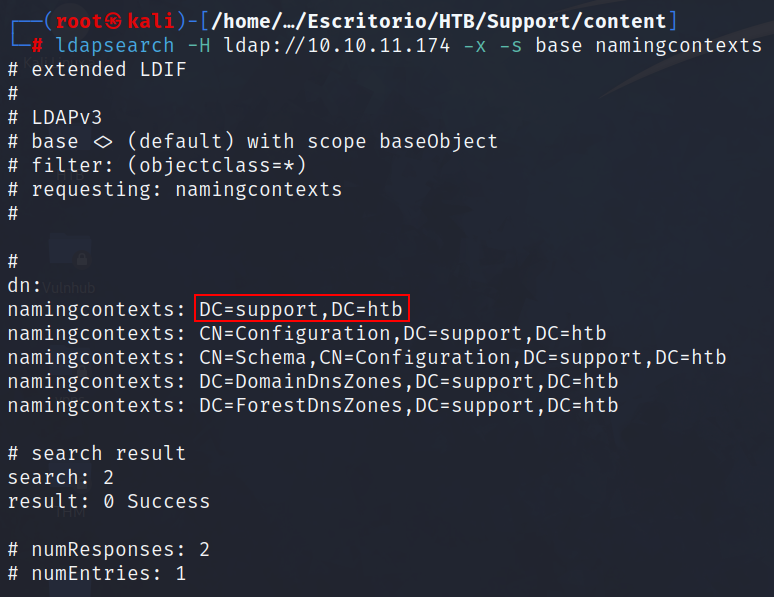 ┌──(root㉿kali)-[/home/…/Escritorio/HTB/Support/content]
└─# ldapsearch -H ldap://10.10.11.174 -x -s base namingcontexts
# extended LDIF
#
# LDAPv3
# base <> (default) with scope baseObject
# filter: (objectclass=*)
# requesting: namingcontexts
#

#
dn:
namingcontexts: DC=support,DC=htb
namingcontexts: CN=Configuration,DC=support,DC=htb
namingcontexts: CN=Schema,CN=Configuration,DC=support,DC=htb
namingcontexts: DC=DomainDnsZones,DC=support,DC=htb
namingcontexts: DC=ForestDnsZones,DC=support,DC=htb

# search result
search: 2
result: 0 Success

# numResponses: 2
# numEntries: 1